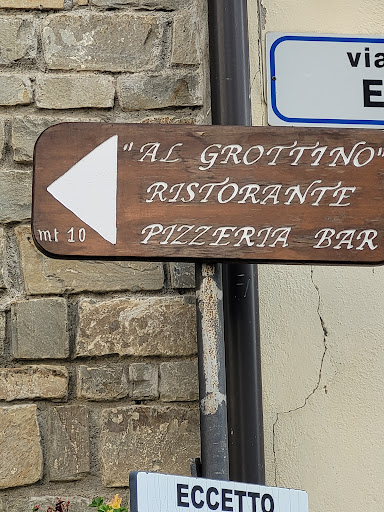 via
E
"AL GROTTINO"
RISTORANTE
mt 10 PIZZERIA BAR
ECCETTO